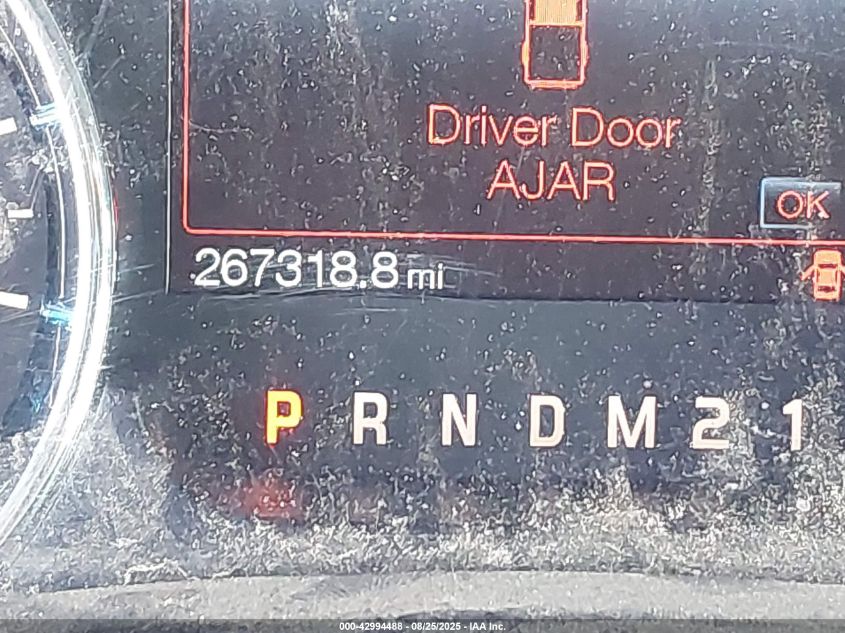 Driver Door
AJAR
OK
267318.8 mi
P R N D M 2 1
000-42994488 - 08/25/2025 - IAA Inc.